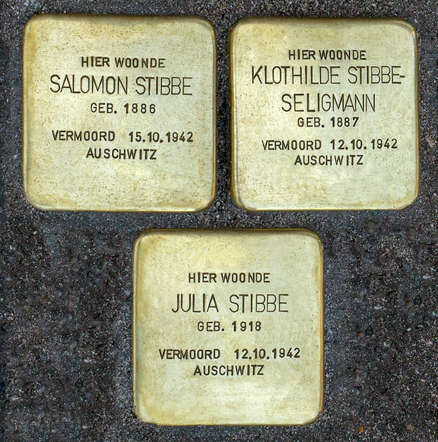 HIER WOONDE
SALOMON STIBBE
GEB. 1886
VERMOORD 15.10.1942
AUSCHWITZ
HIER WOONDE
KLOTHILDE STIBBE-
SELIGMANN
GEB. 1887
VERMOORD 12.10.1942
AUSCHWITZ
HIER WOONDE
JULIA STIBBE
GEB. 1918
VERMOORD 12.10.1942
AUSCHWITZ